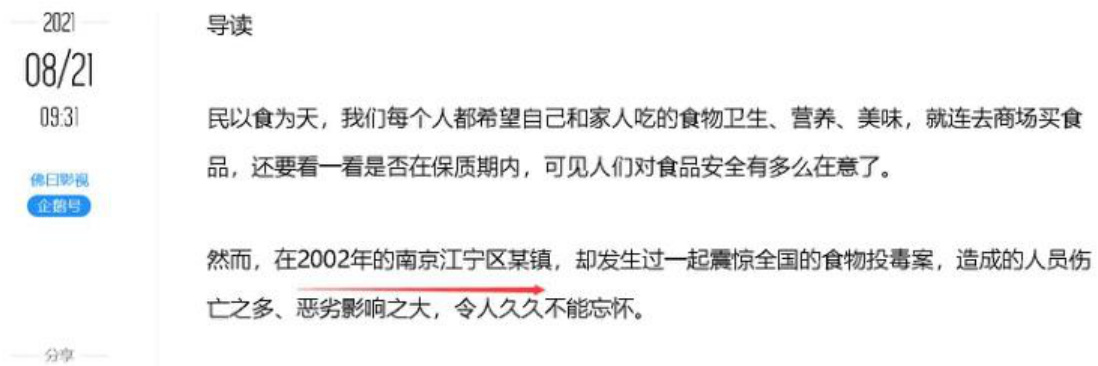 2021
08/21
09:31
佛曰影视
企鹅号
分享
导读
民以食为天，我们每个人都希望自己和家人吃的食物卫生、营养、美味，就连去商场买食
品，还要看一看是否在保质期内，可见人们对食品安全有多么在意了。
然而，在2002年的南京江宁区某镇，却发生过一起震惊全国的食物投毒案，造成的人员伤
亡之多、恶劣影响之大，令人久久不能忘怀。